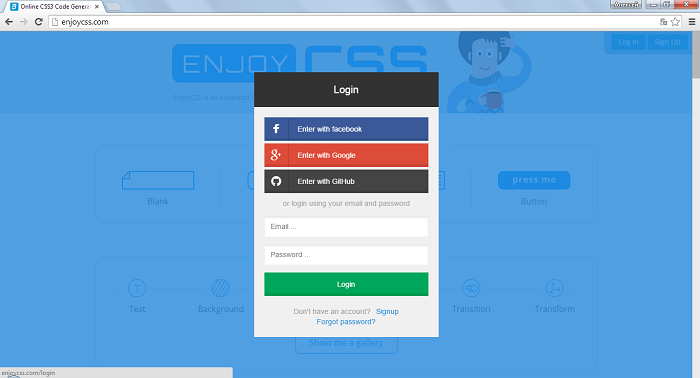 Online CSS3 Code Genera
Алексей
enjoycss.com
ENJOY CSS
Log in
Sign Up
EnjoyCSS is an advanced
Login
Enter with facebook
Enter with Google
Enter with GitHub
or login using your email and password
Email ...
Password ...
Login
Don't have an account? Signup
Forgot password?
Blank
press me
Button
Text
Background
Transition
Transform
Show me a gallery
enjoycss.com/login